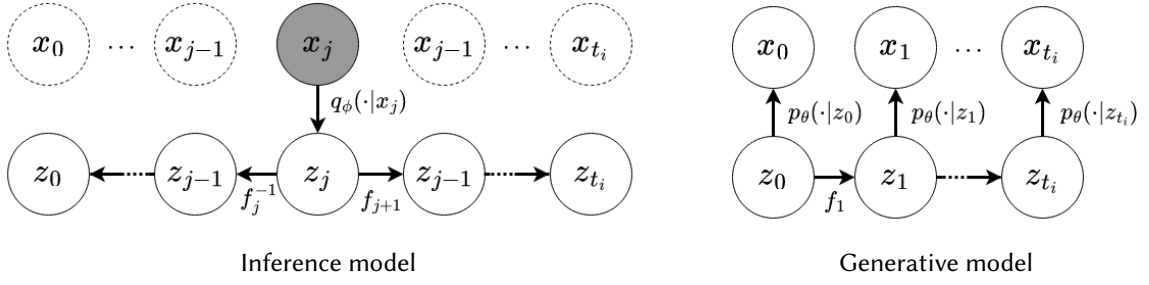 x_0 ... x_{j−1} x_j x_{j−1} ... x_{t_i}
q_ϕ(·|x_j)
z_0 z_{j−1} z_j z_{j−1} z_{t_i}
f_j^{−1} f_{j+1}
Inference model
x_0 x_1 ... x_{t_i}
p_θ(·|z_0) p_θ(·|z_1) p_θ(·|z_{t_i})
z_0 z_1 z_{t_i}
f_1
Generative model